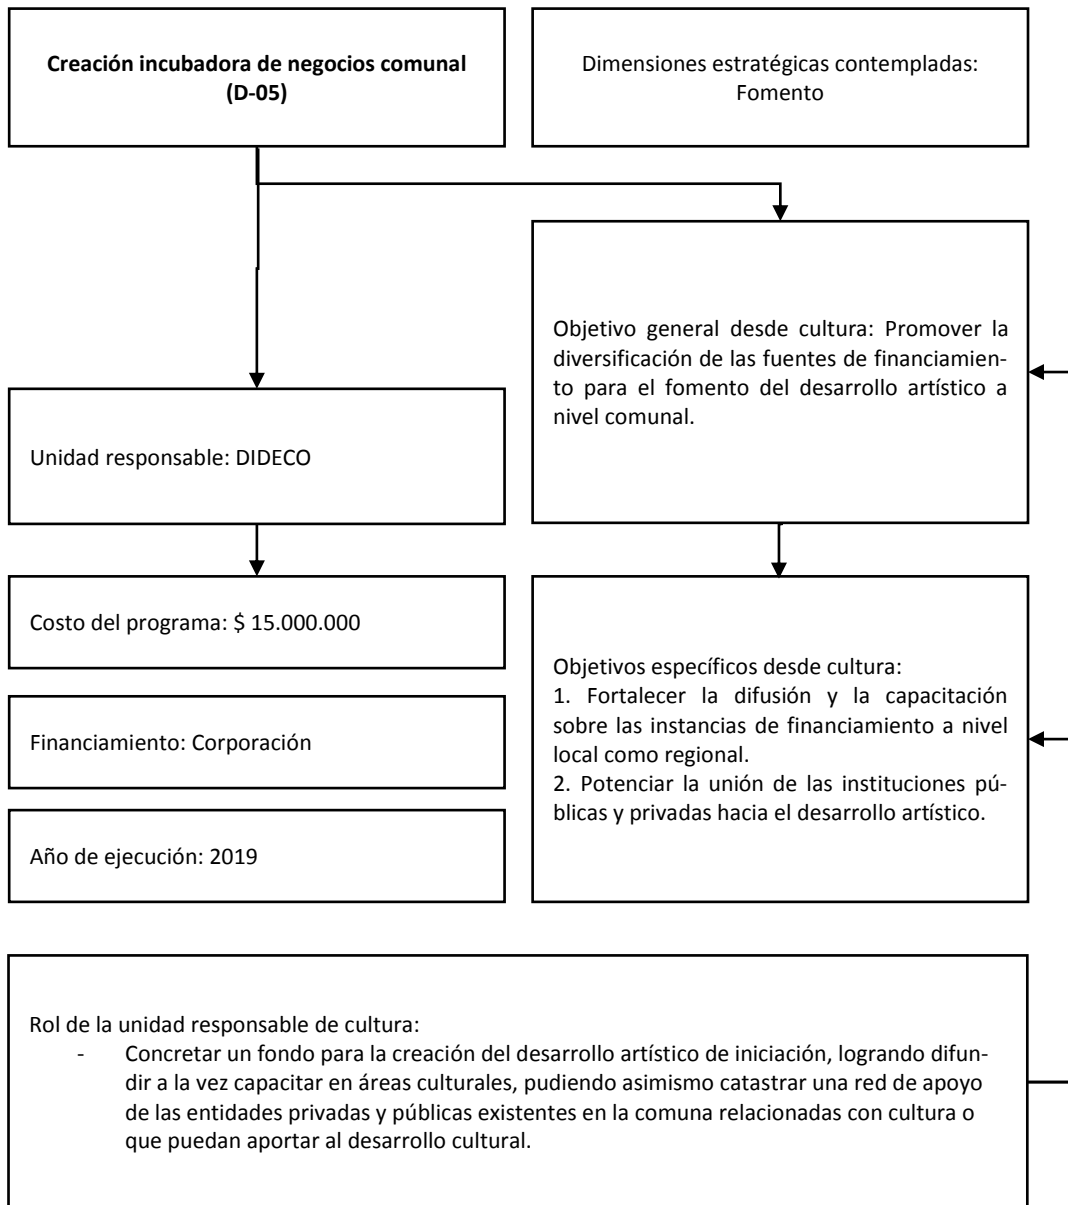 Creación incubadora de negocios comunal
(D-05)
Dimensiones estratégicas contempladas:
Fomento
Objetivo general desde cultura: Promover la
diversificación de las fuentes de financiamien-
to para el fomento del desarrollo artístico a
nivel comunal.
Unidad responsable: DIDECO
Costo del programa: $ 15.000.000
Financiamiento: Corporación
Año de ejecución: 2019
Objetivos específicos desde cultura:
1. Fortalecer la difusión y la capacitación
sobre las instancias de financiamiento a nivel
local como regional.
2. Potenciar la unión de las instituciones pú-
blicas y privadas hacia el desarrollo artístico.
Rol de la unidad responsable de cultura:
- Concretar un fondo para la creación del desarrollo artístico de iniciación, logrando difun-
dir a la vez capacitar en áreas culturales, pudiendo asimismo catastrar una red de apoyo
de las entidades privadas y públicas existentes en la comuna relacionadas con cultura o
que puedan aportar al desarrollo cultural.